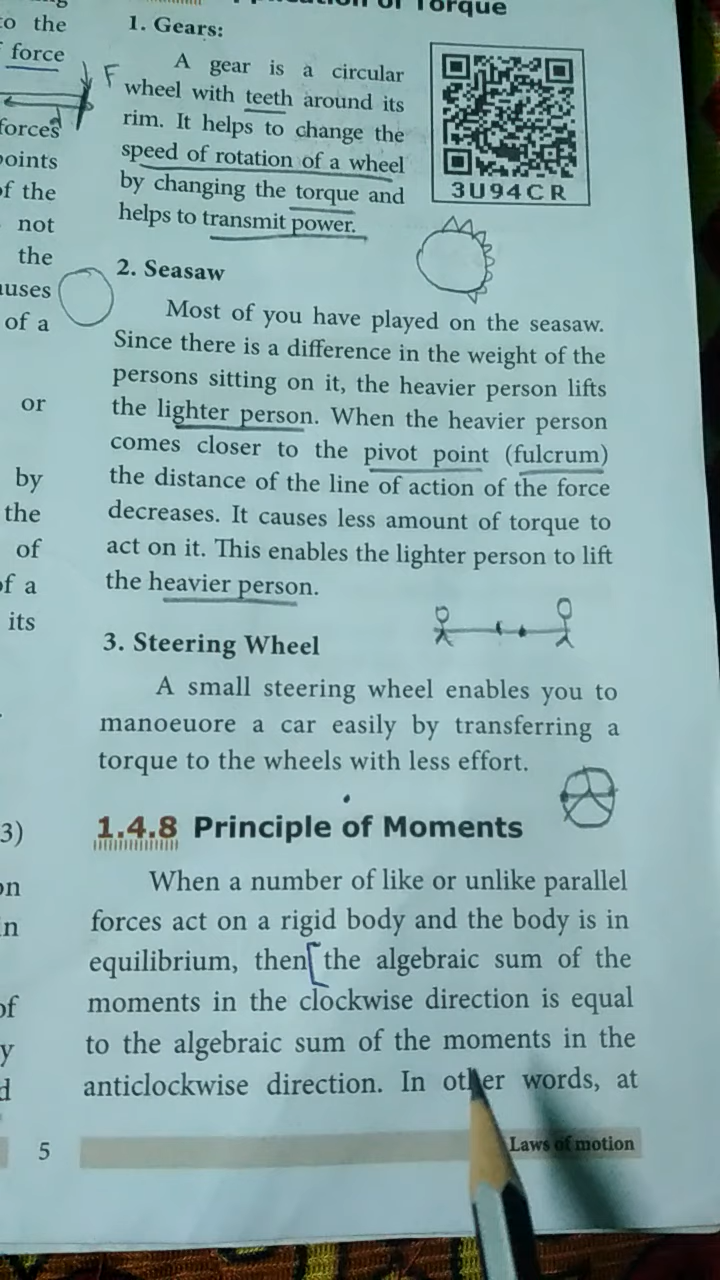 to the
force
forces
points
of the
not
the
of a
or
by
the
of
of a
its
3)
of
y
Torque
1. Gears:
A gear is a circular
wheel with teeth around its
rim. It helps to change the
speed of rotation of a wheel
by changing the torque and
helps to transmit power.
F
3U94CR
2. Seasaw
Most of you have played on the seasaw.
Since there is a difference in the weight of the
persons sitting on it, the heavier person lifts
the lighter person. When the heavier person
comes closer to the pivot point (fulcrum)
the distance of the line of action of the force
decreases. It causes less amount of torque to
act on it. This enables the lighter person to lift
the heavier person.
3. Steering Wheel
A small steering wheel enables you to
manoeuore a car easily by transferring a
torque to the wheels with less effort.
1.4.8 Principle of Moments
When a number of like or unlike parallel
forces act on a rigid body and the body is in
equilibrium, then [the algebraic sum of the
moments in the clockwise direction is equal
to the algebraic sum of the moments in the
anticlockwise direction. In other words, at
5
Laws of motion